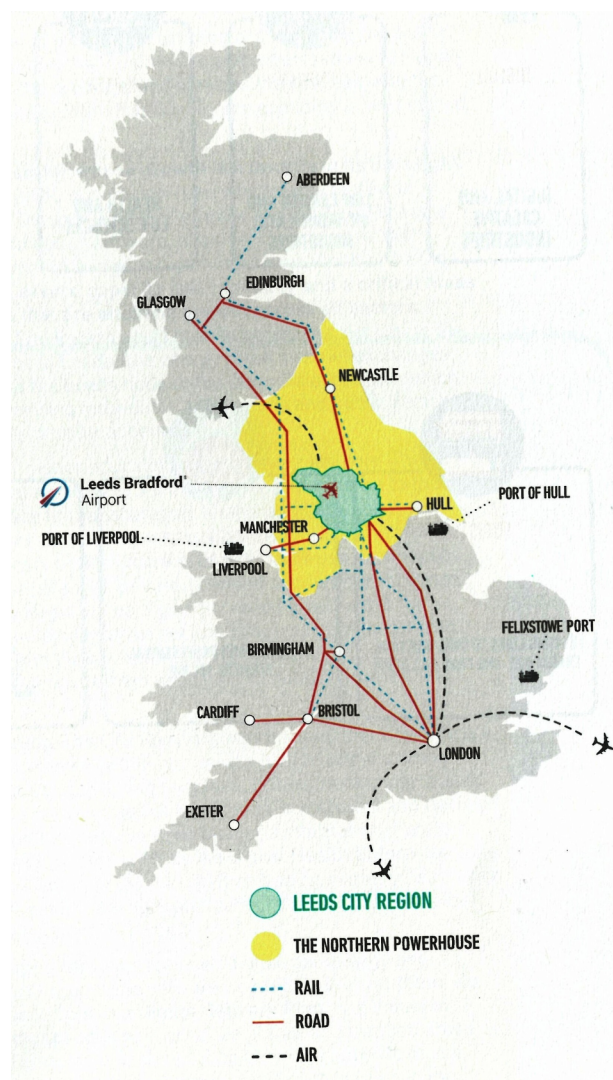 ABERDEEN
EDINBURGH
GLASGOW
NEWCASTLE
Leeds Bradford
Airport
HULL
PORT OF HULL
MANCHESTER
PORT OF LIVERPOOL
LIVERPOOL
FELIXSTOWE PORT
BIRMINGHAM
CARDIFF
BRISTOL
LONDON
EXETER
LEEDS CITY REGION
THE NORTHERN POWERHOUSE
RAIL
ROAD
AIR